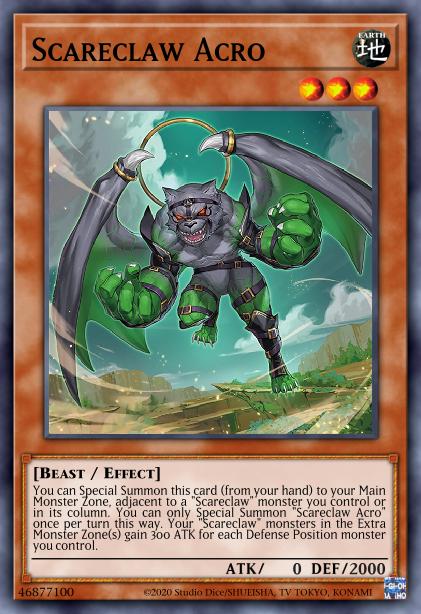 Scareclaw Acro
EARTH
地
[Beast / Effect]
You can Special Summon this card (from your hand) to your Main
Monster Zone, adjacent to a "Scareclaw" monster you control or
in its column. You can only Special Summon "Scareclaw Acro"
once per turn this way. Your "Scareclaw" monsters in the Extra
Monster Zone(s) gain 300 ATK for each Defense Position monster
you control.
ATK/ 0 DEF/2000
46877100
©2020 Studio Dice/SHUEISHA, TV TOKYO, KONAMI